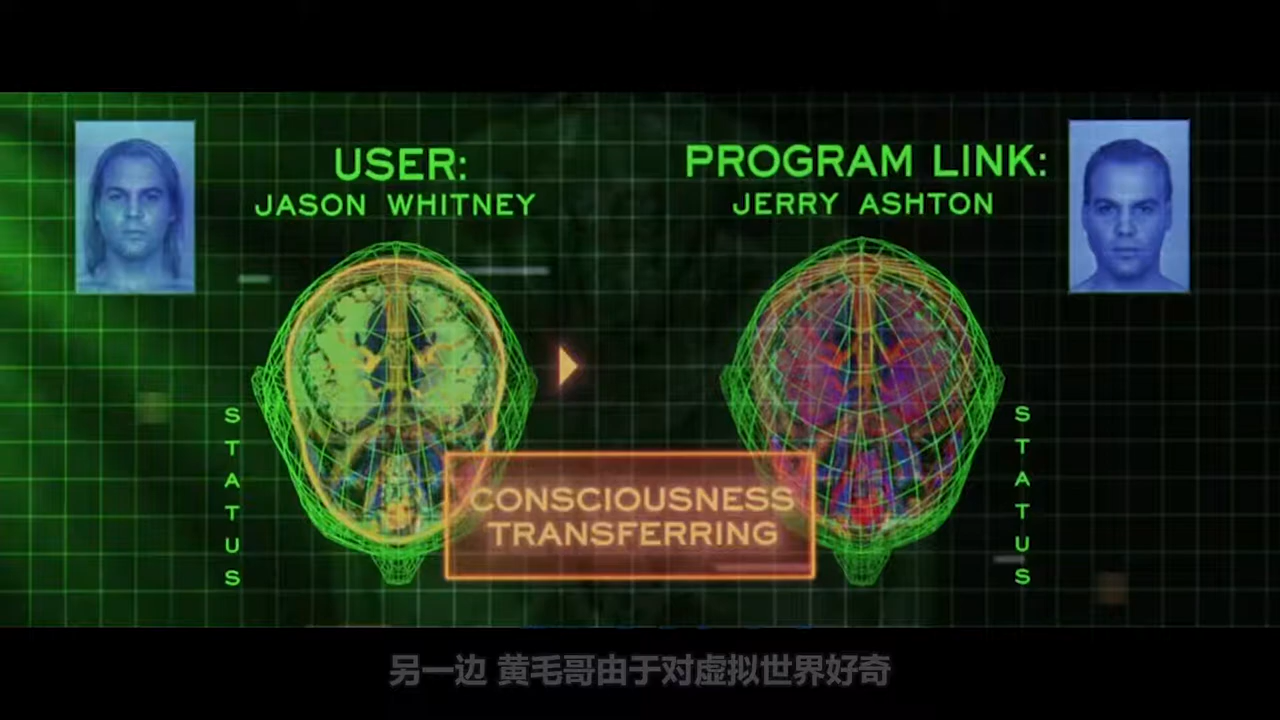 USER:
JASON WHITNEY
PROGRAM LINK:
JERRY ASHTON
STATUS
STATUS
CONSCIOUSNESS
TRANSFERRING
另一边 黄毛哥由于对虚拟世界好奇